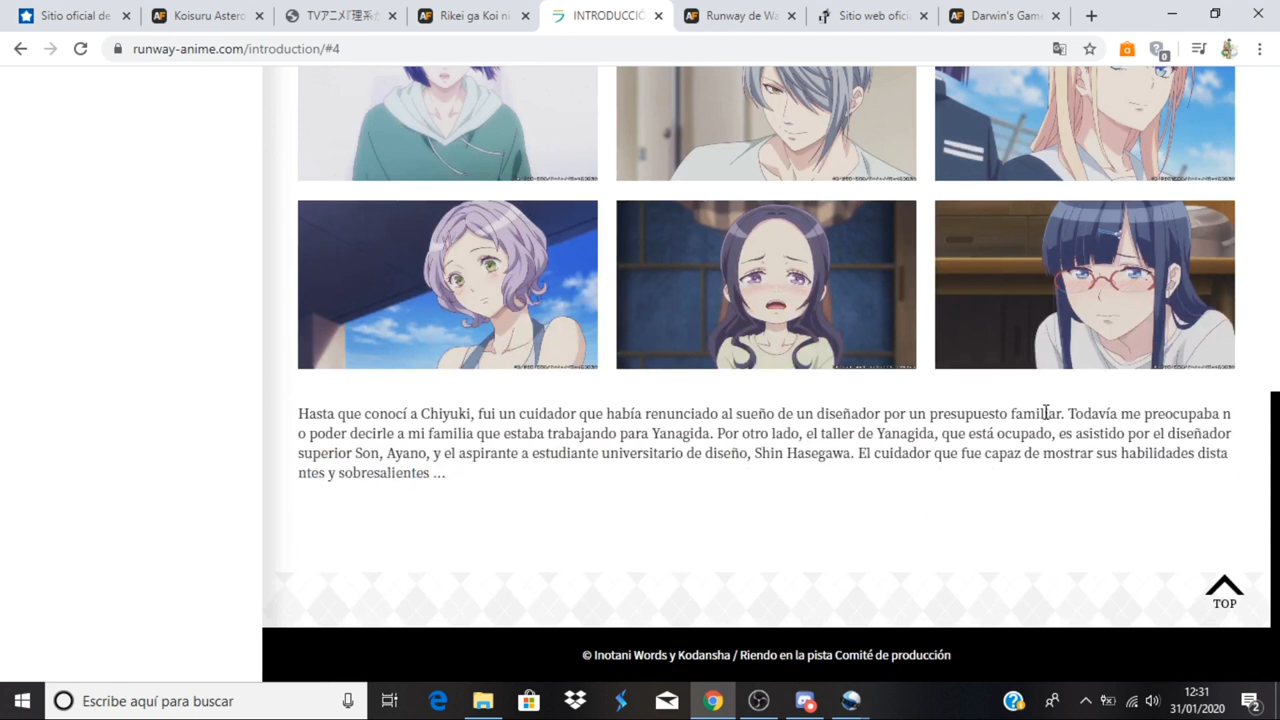 Sitio oficial de
Koisuru Astero
TVアニメ『理系が
Rikei ga Koi ni
INTRODUCCIÓ
Runway de Wa
Sitio web ofici
Darwin's Game
runway-anime.com/introduction/#4
0
Hasta que conocí a Chiyuki, fui un cuidador que había renunciado al sueño de un diseñador por un presupuesto familiar. Todavía me preocupaba n
o poder decirle a mi familia que estaba trabajando para Yanagida. Por otro lado, el taller de Yanagida, que está ocupado, es asistido por el diseñador
superior Son, Ayano, y el aspirante a estudiante universitario de diseño, Shin Hasegawa. El cuidador que fue capaz de mostrar sus habilidades dista
ntes y sobresalientes ...
TOP
© Inotani Words y Kodansha / Riendo en la pista Comité de producción
Escribe aquí para buscar
12:31
31/01/2020
2